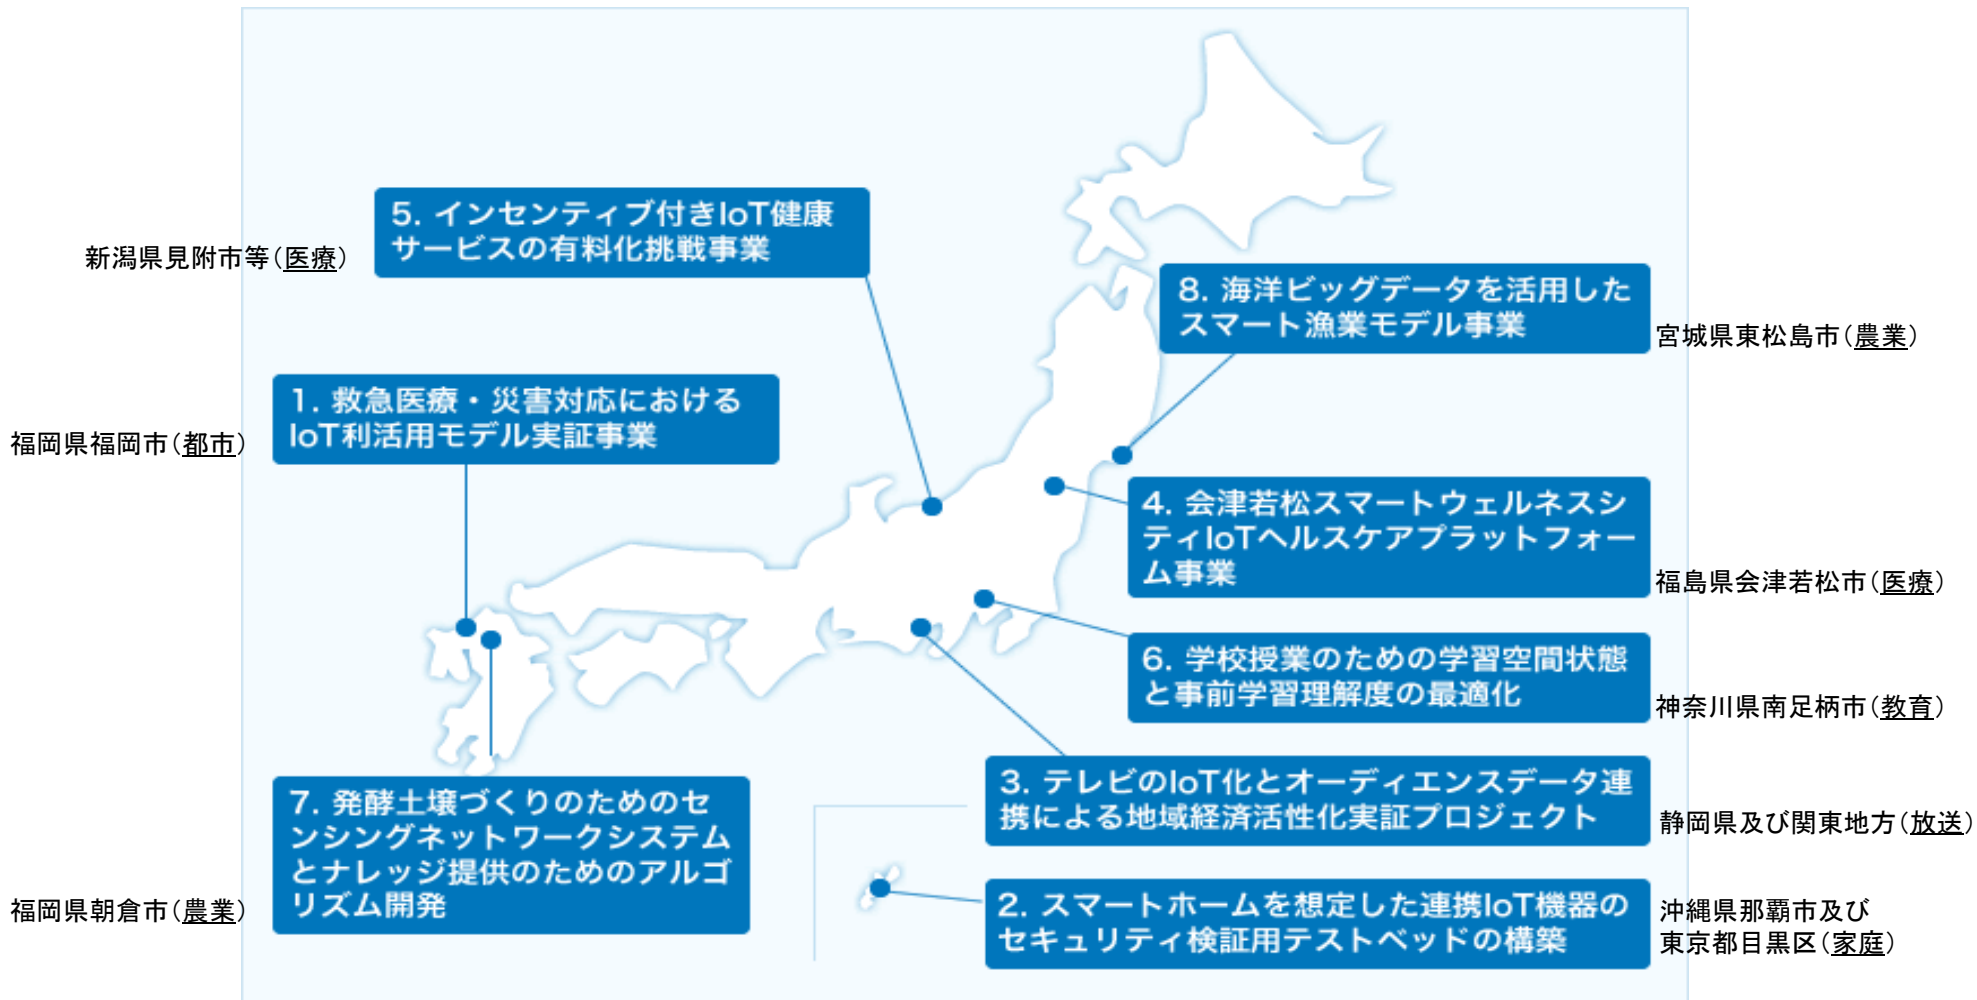 5. インセンティブ付きIoT健康
サービスの有料化挑戦事業
新潟県見附市等（医療）
8. 海洋ビッグデータを活用した
スマート漁業モデル事業
宮城県東松島市（農業）
1. 救急医療・災害対応における
IoT利活用モデル実証事業
福岡県福岡市（都市）
4. 会津若松スマートウェルネスシ
ティIoTヘルスケアプラットフォー
ム事業
福島県会津若松市（医療）
6. 学校授業のための学習空間状態
と事前学習理解度の最適化
神奈川県南足柄市（教育）
3. テレビのIoT化とオーディエンスデータ連
携による地域経済活性化実証プロジェクト
静岡県及び関東地方（放送）
7. 発酵土壌づくりのためのセ
ンシングネットワークシステム
とナレッジ提供のためのアルゴ
リズム開発
福岡県朝倉市（農業）
2. スマートホームを想定した連携IoT機器の
セキュリティ検証用テストベッドの構築
沖縄県那覇市及び
東京都目黒区（家庭）